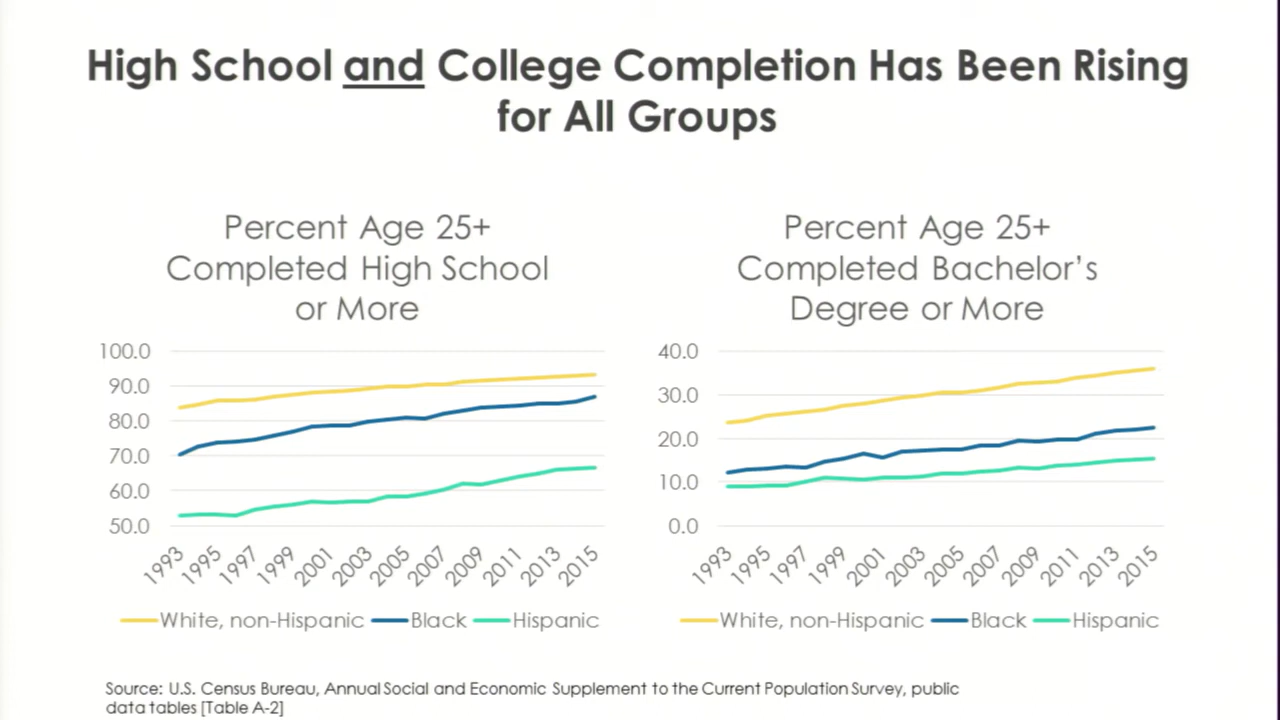 High School and College Completion Has Been Rising
for All Groups
Percent Age 25+
Completed High School
or More
100.0
90.0
80.0
70.0
60.0
50.0
1993
1995
1997
1999
2001
2003
2005
2007
2009
2011
2013
2015
White, non-Hispanic Black Hispanic
Percent Age 25+
Completed Bachelor's
Degree or More
40.0
30.0
20.0
10.0
0.0
1993
1995
1997
1999
2001
2003
2005
2007
2009
2011
2013
2015
White, non-Hispanic Black Hispanic
Source: U.S. Census Bureau, Annual Social and Economic Supplement to the Current Population Survey, public
data tables [Table A-2]